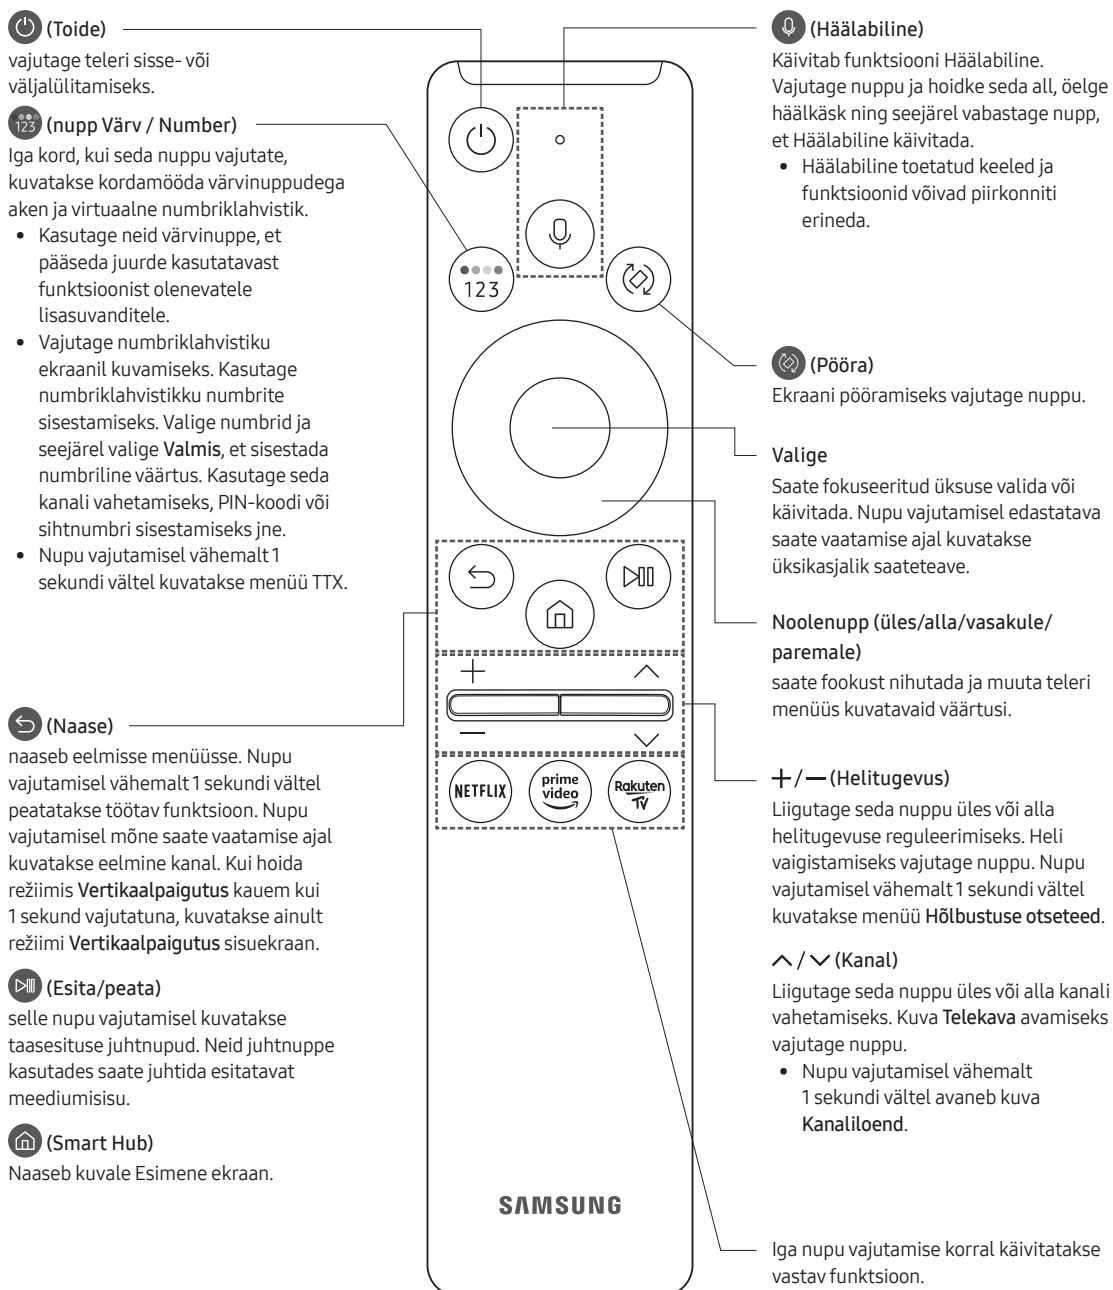 (Toide)
vajutage teleri sisse- või
väljalülitamiseks.
123 (nupp Värv / Number)
Iga kord, kui seda nuppu vajutate,
kuvatakse kordamööda värvinuppudega
aken ja virtuaalne numbriklahvistik.
• Kasutage neid värvinuppe, et
pääseda juurde kasutatavast
funktsioonist olenevatele
lisasuvanditele.
• Vajutage numbriklahvistiku
ekraanil kuvamiseks. Kasutage
numbriklahvistikku numbrite
sisestamiseks. Valige numbrid ja
seejärel valige Valmis, et sisestada
numbriline väärtus. Kasutage seda
kanali vahetamiseks, PIN-koodi või
sihtnumbri sisestamiseks jne.
• Nupu vajutamisel vähemalt 1
sekundi vältel kuvatakse menüü TTX.
(Naase)
naaseb eelmisse menüüsse. Nupu
vajutamisel vähemalt 1 sekundi vältel
peatatakse töötav funktsioon. Nupu
vajutamisel mõne saate vaatamise ajal
kuvatakse eelmine kanal. Kui hoida
režiimis Vertikaalpaigutus kauem kui
1 sekund vajutatuna, kuvatakse ainult
režiimi Vertikaalpaigutus sisuekraan.
(Esita/peata)
selle nupu vajutamisel kuvatakse
taasesituse juhtnupud. Neid juhtnuppe
kasutades saate juhtida esitatavat
meediumisisu.
(Smart Hub)
Naaseb kuvale Esimene ekraan.
123
NETFLIX
prime
video
Rakuten
TV
SAMSUNG
(Häälabiline)
Käivitab funktsiooni Häälabiline.
Vajutage nuppu ja hoidke seda all, öelge
häälkäsk ning seejärel vabastage nupp,
et Häälabiline käivitada.
• Häälabiline toetatud keeled ja
funktsioonid võivad piirkonniti
erineda.
(Pööra)
Ekraani pööramiseks vajutage nuppu.
Valige
Saate fokuseeritud üksuse valida või
käivitada. Nupu vajutamisel edastatava
saate vaatamise ajal kuvatakse
üksikasjalik saateteave.
Noolenupp (üles/alla/vasakule/
paremale)
saate fookust nihutada ja muuta teleri
menüüs kuvatavaid väärtusi.
+/− (Helitugevus)
Liigutage seda nuppu üles või alla
helitugevuse reguleerimiseks. Heli
vaigistamiseks vajutage nuppu. Nupu
vajutamisel vähemalt 1 sekundi vältel
kuvatakse menüü Hõlbustuse otseteed.
/ (Kanal)
Liigutage seda nuppu üles või alla kanali
vahetamiseks. Kuva Telekava avamiseks
vajutage nuppu.
• Nupu vajutamisel vähemalt
1 sekundi vältel avaneb kuva
Kanaliloend.
Iga nupu vajutamise korral käivitatakse
vastav funktsioon.